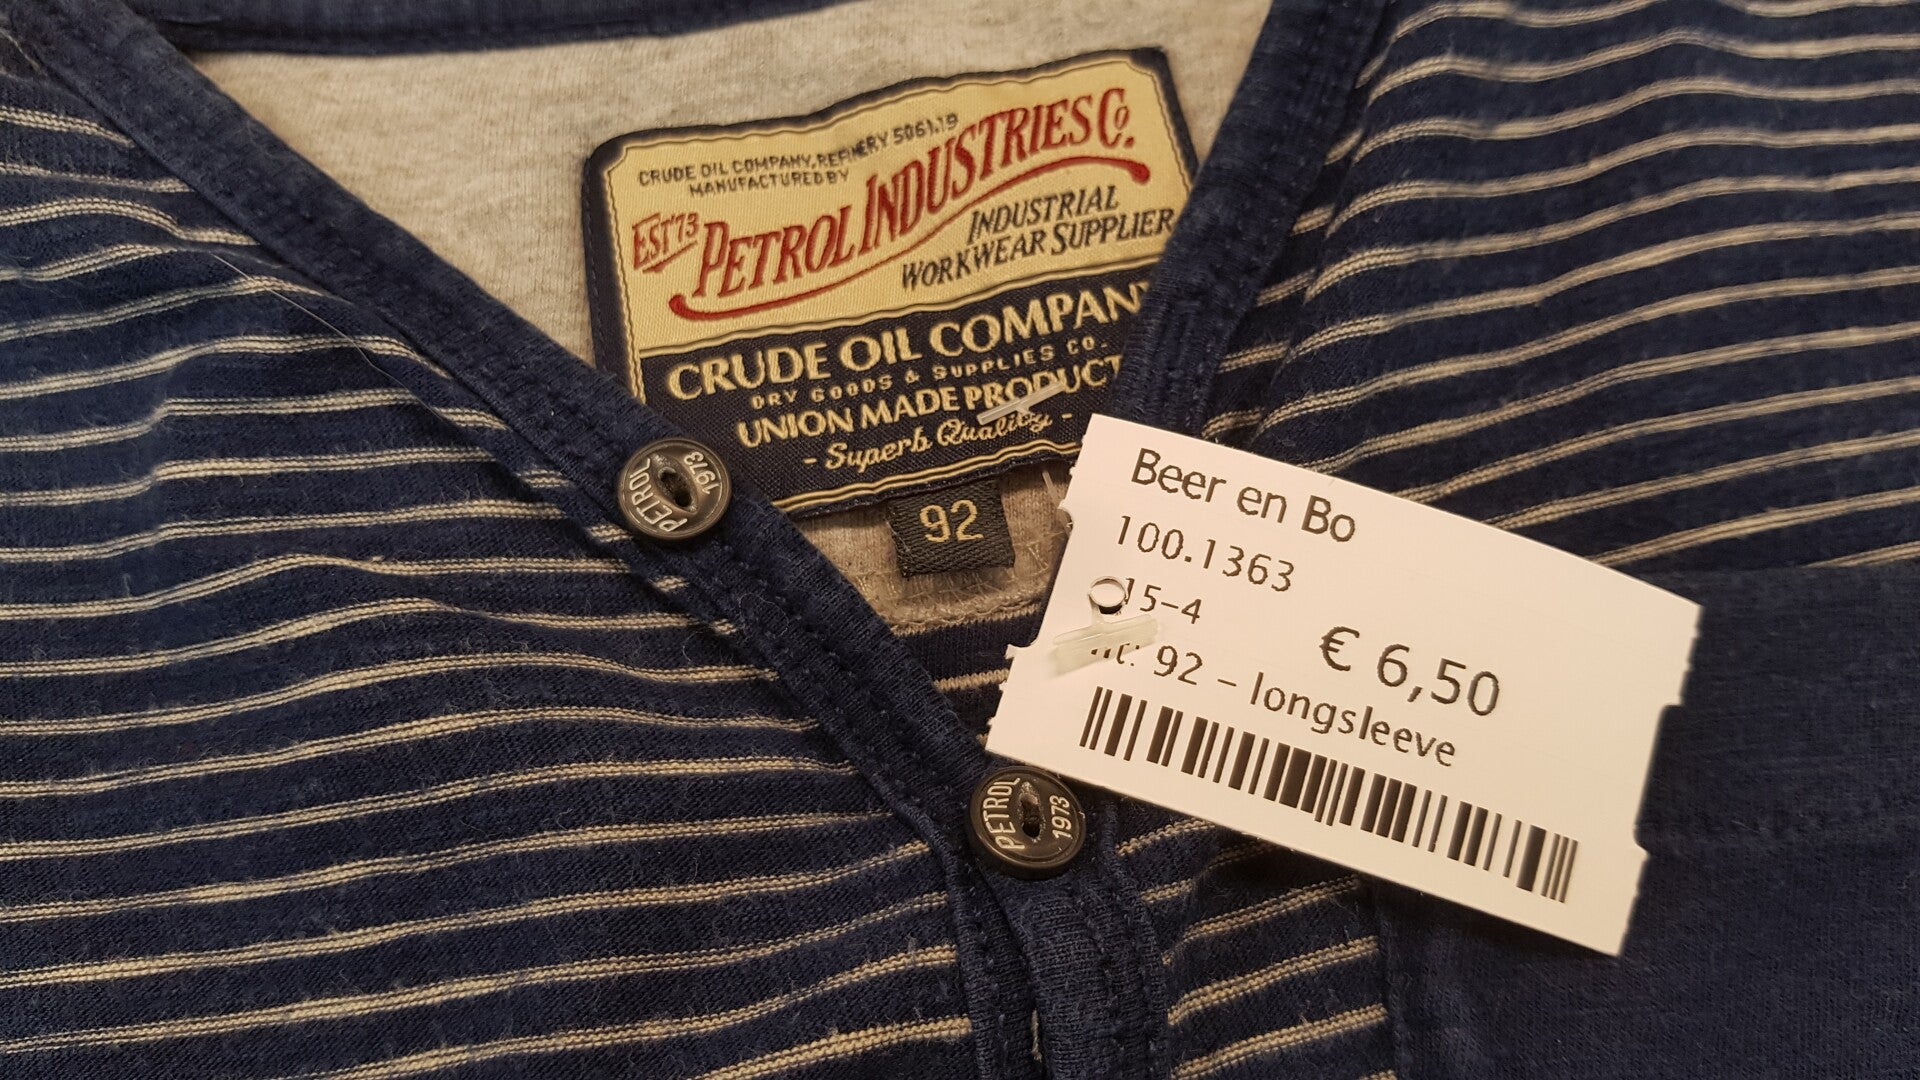 CRUDE OIL COMPANY, REFINERY 5061.19
MANUFACTURED BY
EST'73
PETROL INDUSTRIES Co.
INDUSTRIAL
WORKWEAR SUPPLIER
CRUDE OIL COMPANY
DRY GOODS & SUPPLIES CO.
UNION MADE PRODUCT
- Superb Quality -
92
PETROL
1973
PETROL
1973
Beer en Bo
100.1363
15-4
€ 6,50
92 - longsleeve